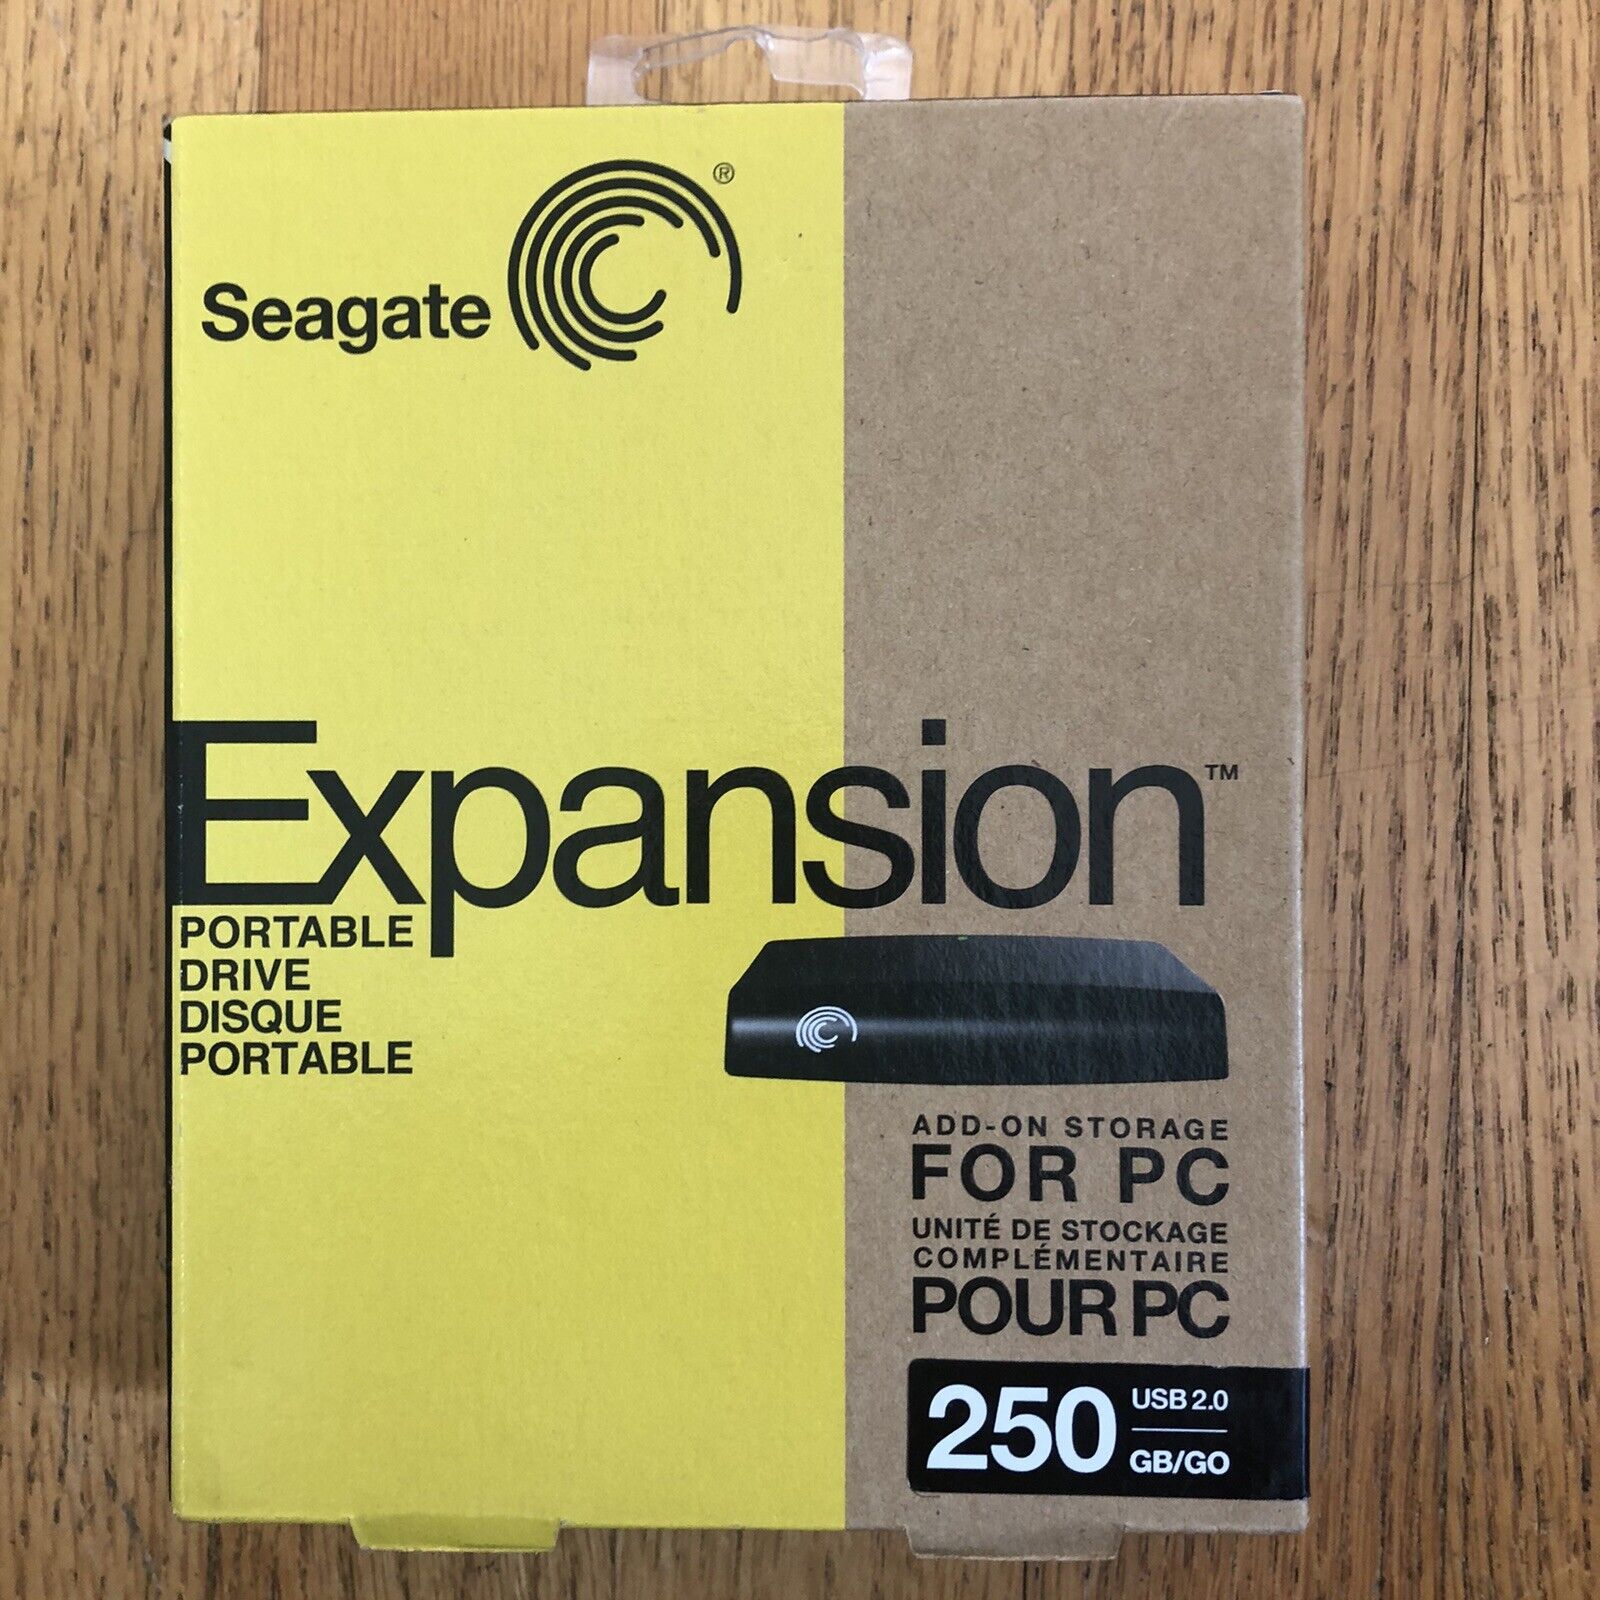 Seagate ®
Expansion™
PORTABLE
DRIVE
DISQUE
PORTABLE
ADD-ON STORAGE
FOR PC
UNITÉ DE STOCKAGE
COMPLÉMENTAIRE
POUR PC
250 USB 2.0
GB/GO